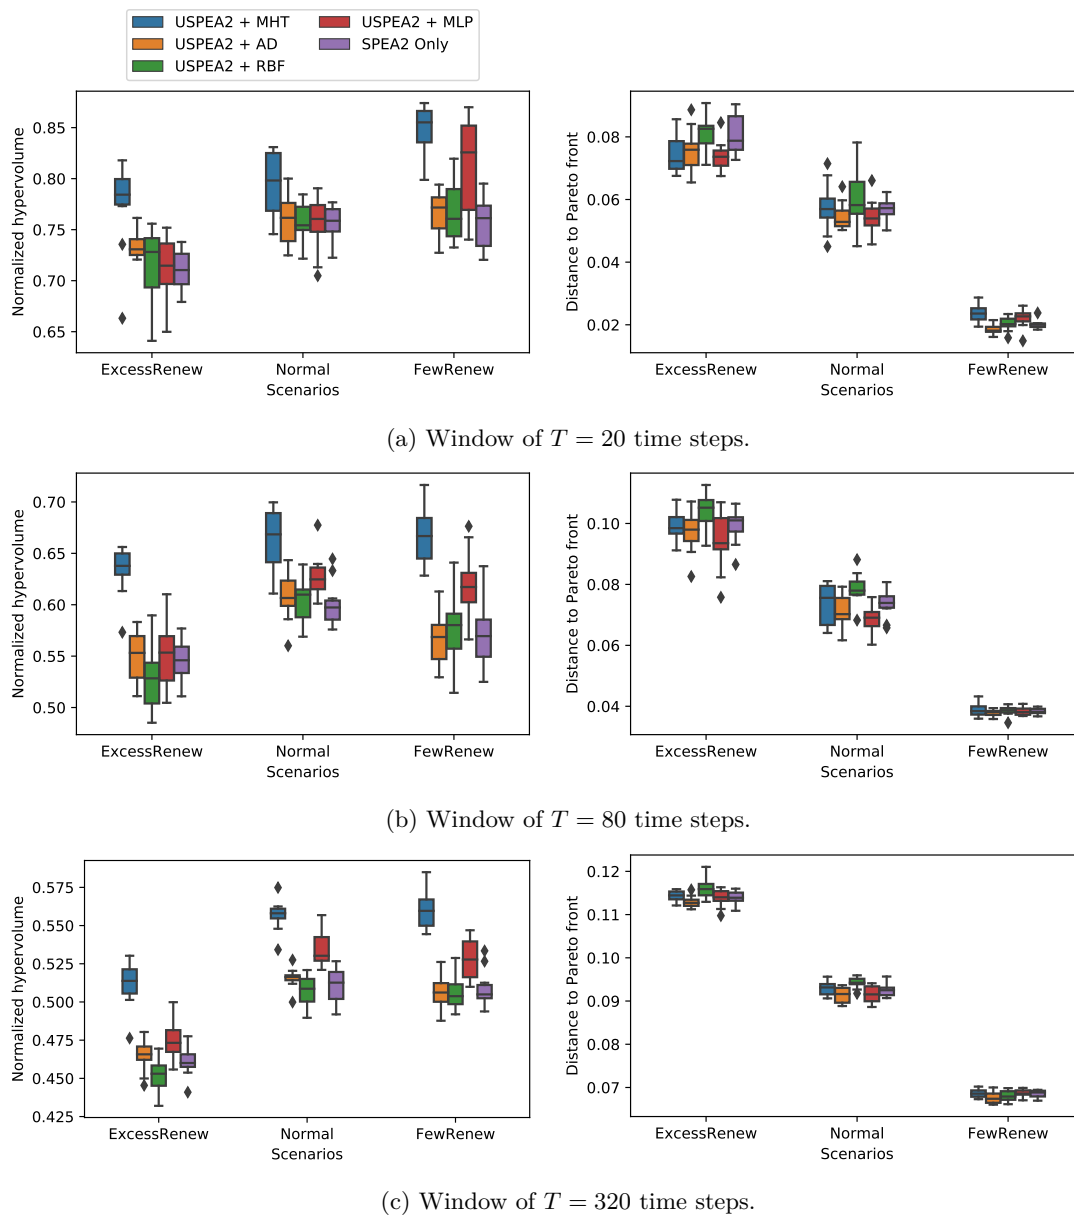 USPEA2 + MHT
USPEA2 + AD
USPEA2 + RBF
USPEA2 + MLP
SPEA2 Only
Normalized hypervolume
0.85
0.80
0.75
0.70
0.65
ExcessRenew Normal FewRenew
Scenarios
Distance to Pareto front
0.08
0.06
0.04
0.02
ExcessRenew Normal FewRenew
Scenarios
(a) Window of T = 20 time steps.
Normalized hypervolume
0.70
0.65
0.60
0.55
0.50
ExcessRenew Normal FewRenew
Scenarios
Distance to Pareto front
0.10
0.08
0.06
0.04
ExcessRenew Normal FewRenew
Scenarios
(b) Window of T = 80 time steps.
Normalized hypervolume
0.575
0.550
0.525
0.500
0.475
0.450
0.425
ExcessRenew Normal FewRenew
Scenarios
Distance to Pareto front
0.12
0.11
0.10
0.09
0.08
0.07
ExcessRenew Normal FewRenew
Scenarios
(c) Window of T = 320 time steps.